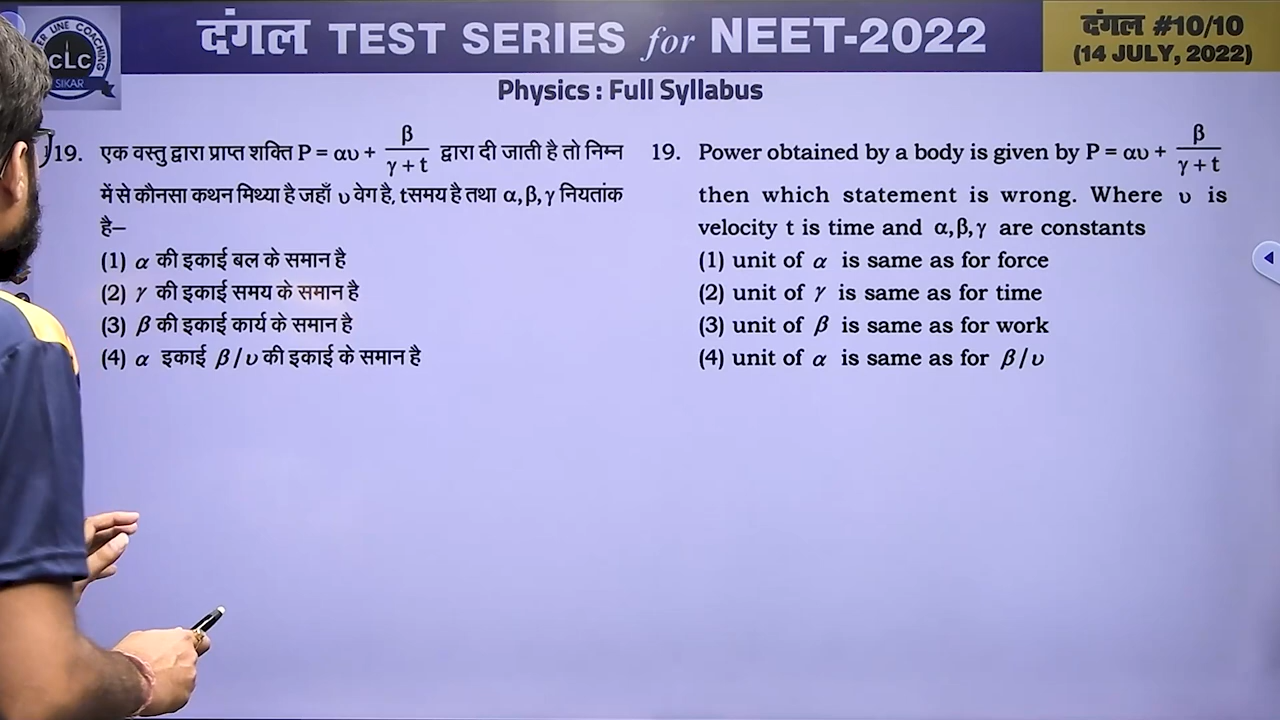 दंगल TEST SERIES for NEET-2022
दंगल #10/10
(14 JULY, 2022)
LINE COACHING
CLC
SIKAR
Physics : Full Syllabus
19. एक वस्तु द्वारा प्राप्त शक्ति P = αυ + β/(γ + t) द्वारा दी जाती है तो निम्न
में से कौनसा कथन मिथ्या है जहाँ υ वेग है, t समय है तथा α, β, γ नियतांक
है–
(1) α की इकाई बल के समान है
(2) γ की इकाई समय के समान है
(3) β की इकाई कार्य के समान है
(4) α इकाई β/υ की इकाई के समान है
19. Power obtained by a body is given by P = αυ + β/(γ + t)
then which statement is wrong. Where υ is
velocity t is time and α, β, γ are constants
(1) unit of α is same as for force
(2) unit of γ is same as for time
(3) unit of β is same as for work
(4) unit of α is same as for β/υ